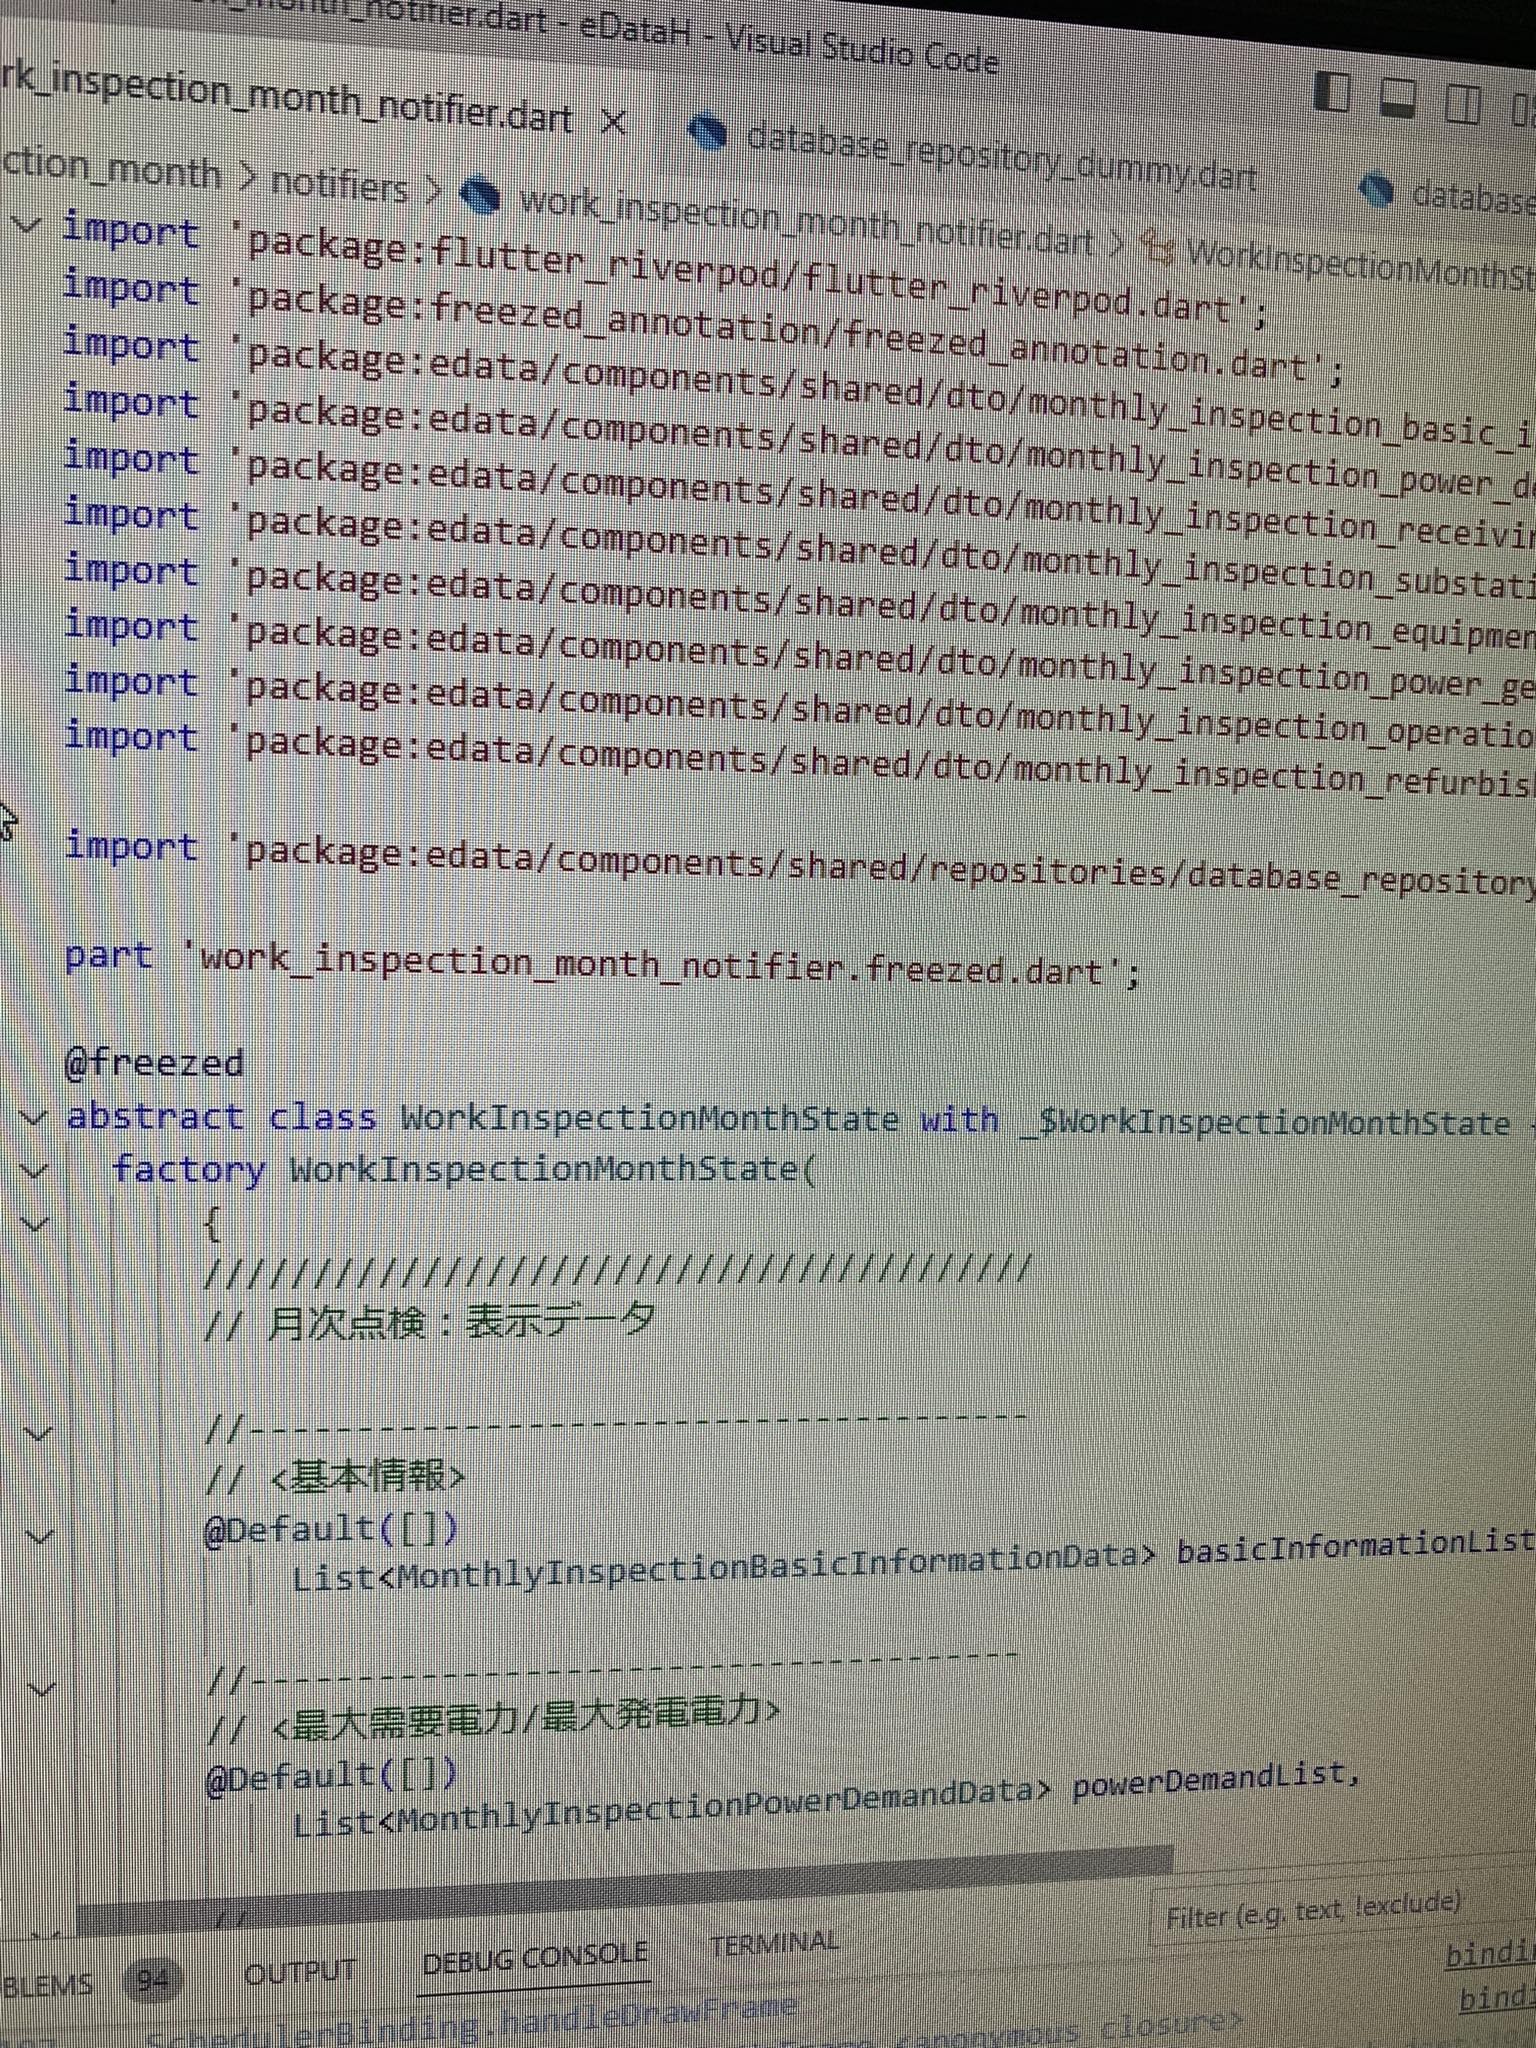 month_notifier.dart - eDataH - Visual Studio Code
rk_inspection_month_notifier.dart
database_repository_dummy.dart
database
ction_month > notifiers > work_inspection_month_notifier.dart > WorkInspectionMonthSt
import 'package:flutter_riverpod/flutter_riverpod.dart';
import 'package:freezed_annotation/freezed_annotation.dart';
import 'package:edata/components/shared/dto/monthly_inspection_basic_i
import 'package:edata/components/shared/dto/monthly_inspection_power_de
import 'package:edata/components/shared/dto/monthly_inspection_receivin
import 'package:edata/components/shared/dto/monthly_inspection_substati
import 'package:edata/components/shared/dto/monthly_inspection_equipmen
import 'package:edata/components/shared/dto/monthly_inspection_power_ge
import 'package:edata/components/shared/dto/monthly_inspection_operatio
import 'package:edata/components/shared/dto/monthly_inspection_refurbis
import 'package:edata/components/shared/repositories/database_repository
part 'work_inspection_month_notifier.freezed.dart';
@freezed
abstract class WorkInspectionMonthState with _$WorkInspectionMonthState {
factory WorkInspectionMonthState(
{
////////////////////////////////////////
// 月次点検：表示データ
//--------------------------------------
// <基本情報>
@Default([])
List<MonthlyInspectionBasicInformationData> basicInformationList
//--------------------------------------
// <最大需要電力/最大発電電力>
@Default([])
List<MonthlyInspectionPowerDemandData> powerDemandList,
//
BLEMS 94 OUTPUT DEBUG CONSOLE TERMINAL Filter (e.g. text, !exclude)
SchedulerBinding.handleDrawFrame bindi
<anonymous closure> bindi